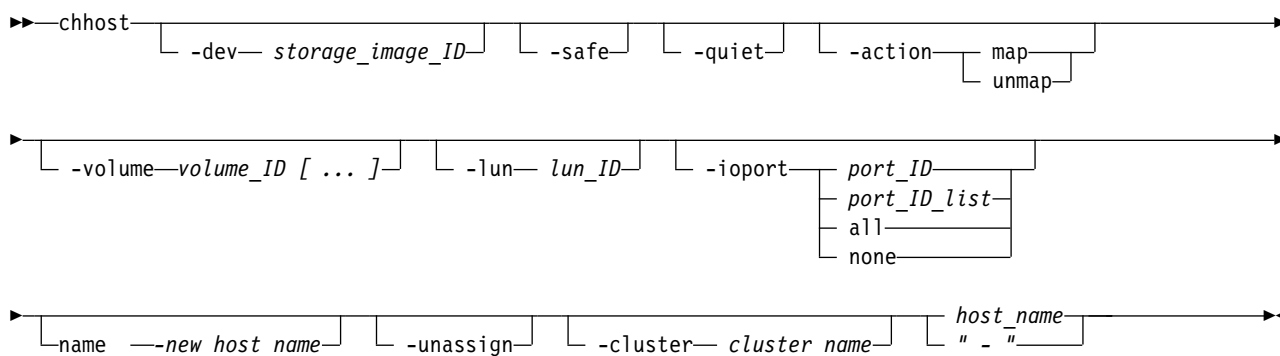 chhost -dev storage_image_ID -safe -quiet -action map
unmap
-volume volume_ID [ ... ] -lun lun_ID -ioport port_ID
port_ID_list
all
none
name -new host name -unassign -cluster cluster name host_name
" - "